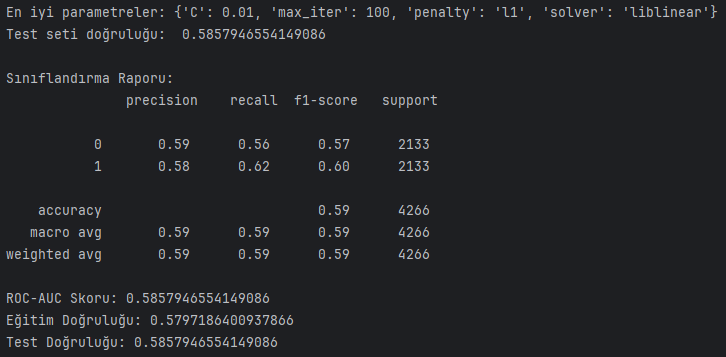 En iyi parametreler: {'C': 0.01, 'max_iter': 100, 'penalty': 'l1', 'solver': 'liblinear'}
Test seti doğruluğu:  0.5857946554149086
Sınıflandırma Raporu:
              precision    recall  f1-score   support
           0       0.59      0.56      0.57      2133
           1       0.58      0.62      0.60      2133
    accuracy                           0.59      4266
   macro avg       0.59      0.59      0.59      4266
weighted avg       0.59      0.59      0.59      4266
ROC-AUC Skoru: 0.5857946554149086
Eğitim Doğruluğu: 0.5797186400937866
Test Doğruluğu: 0.5857946554149086